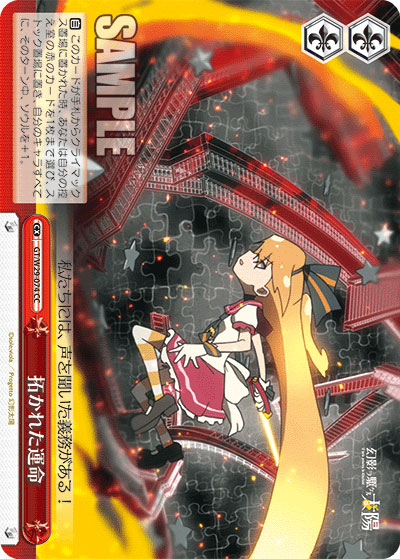 SAMPLE
【自】このカードが手札からクライマッ
クス置場に置かれた時、あなたは自分の控
え室の赤のカードを1枚まで選び、ス
トック置場に置き、自分のキャラすべて
に、そのターン中、ソウルを+1。
私たちには、声を聞いた義務がある!
CX
GT/W29-074 CC
拓かれた運命
幻影ヲ駆ケル太陽